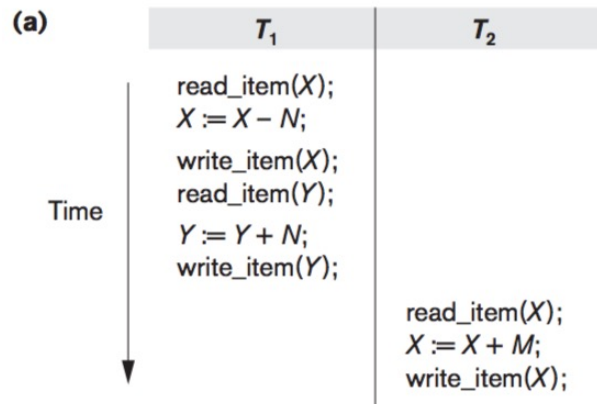 (a)
T1 T2
read_item(X);
X := X – N;
write_item(X);
read_item(Y);
Time
Y := Y + N;
write_item(Y);
read_item(X);
X := X + M;
write_item(X);